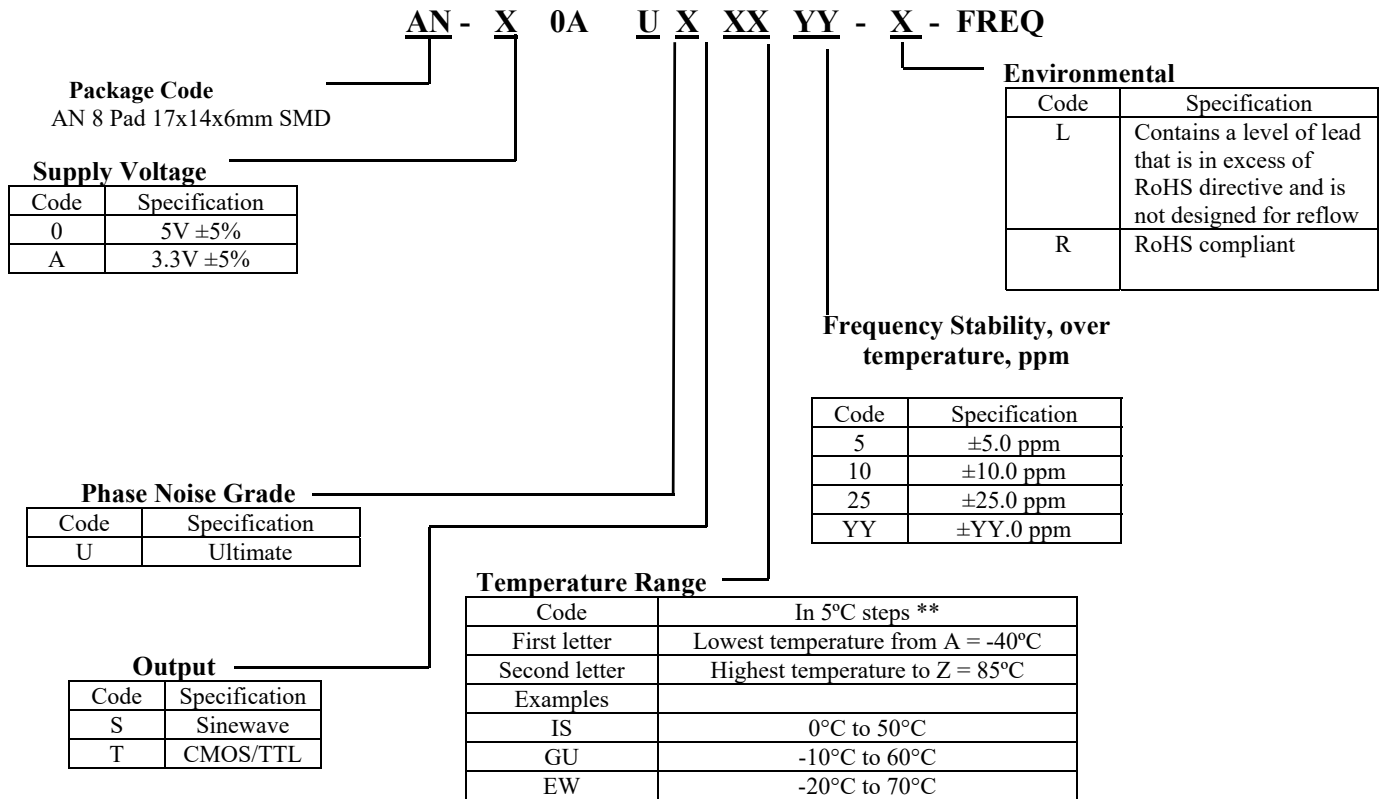 AN - X 0A U X XX YY - X - FREQ
Package Code
AN 8 Pad 17x14x6mm SMD
Supply Voltage
Code Specification
0 5V ±5%
A 3.3V ±5%
Environmental
Code Specification
L Contains a level of lead
that is in excess of
RoHS directive and is
not designed for reflow
R RoHS compliant
Frequency Stability, over
temperature, ppm
Code Specification
5 ±5.0 ppm
10 ±10.0 ppm
25 ±25.0 ppm
YY ±YY.0 ppm
Phase Noise Grade
Code Specification
U Ultimate
Temperature Range
Code In 5ºC steps **
First letter Lowest temperature from A = -40ºC
Second letter Highest temperature to Z = 85ºC
Examples
IS 0°C to 50°C
GU -10°C to 60°C
EW -20°C to 70°C
Output
Code Specification
S Sinewave
T CMOS/TTL